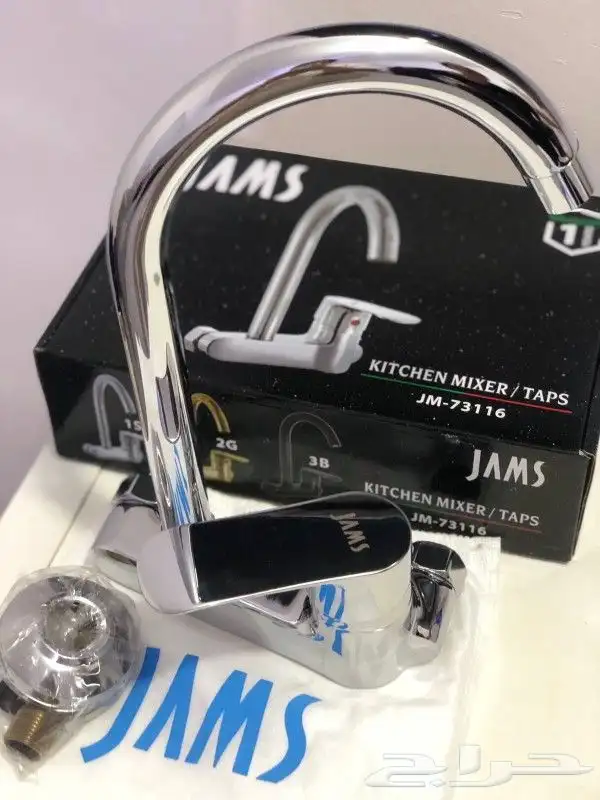 JAMS
KITCHEN MIXER / TAPS
JM-73116
1S
2G
3B
JAMS
KITCHEN MIXER / TAPS
JM-73116
JAMS
JAMS
حراج